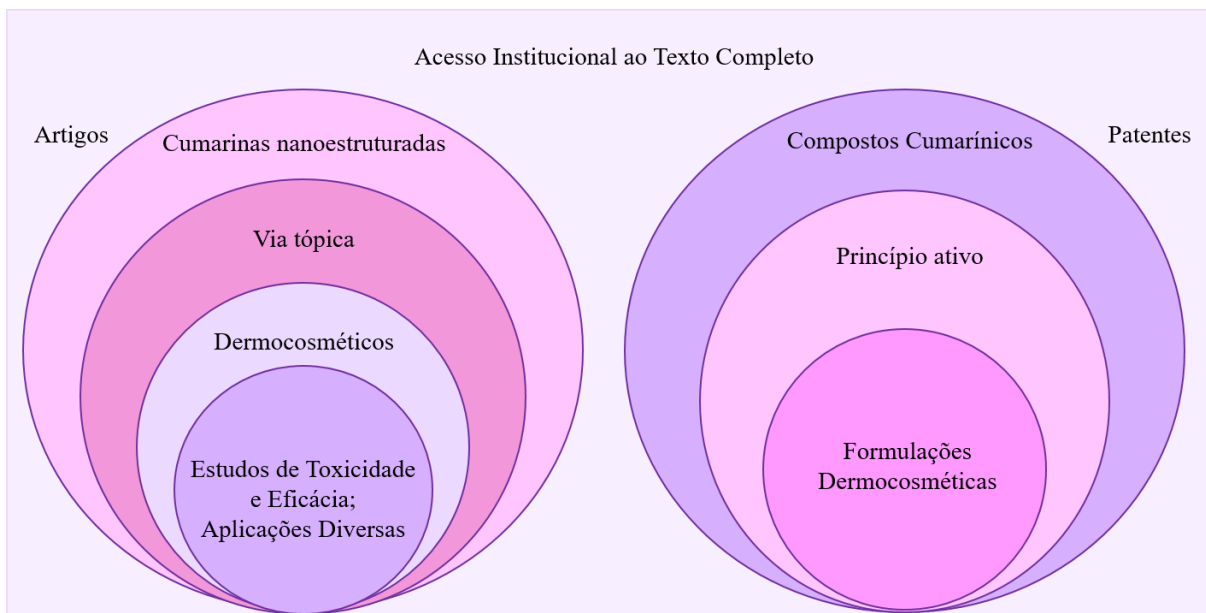 Acesso Institucional ao Texto Completo
Artigos
Cumarinas nanoestruturadas
Via tópica
Dermocosméticos
Estudos de Toxicidade
e Eficácia;
Aplicações Diversas
Patentes
Compostos Cumarínicos
Princípio ativo
Formulações
Dermocosméticas